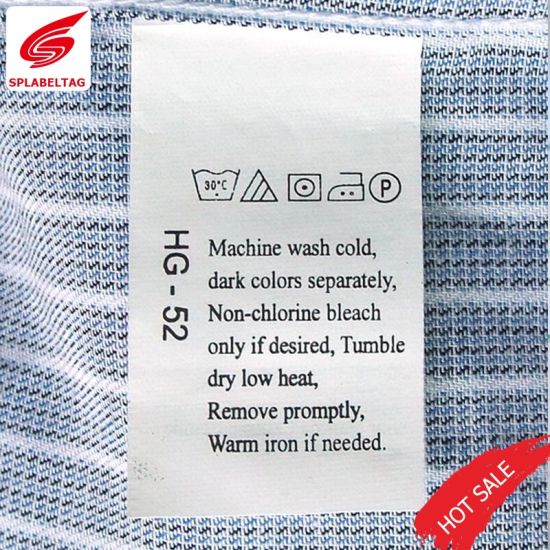 SPLABELTAG
30°C
P
HG - 52
Machine wash cold,
dark colors separately,
Non-chlorine bleach
only if desired, Tumble
dry low heat,
Remove promptly,
Warm iron if needed.
HOT SALE